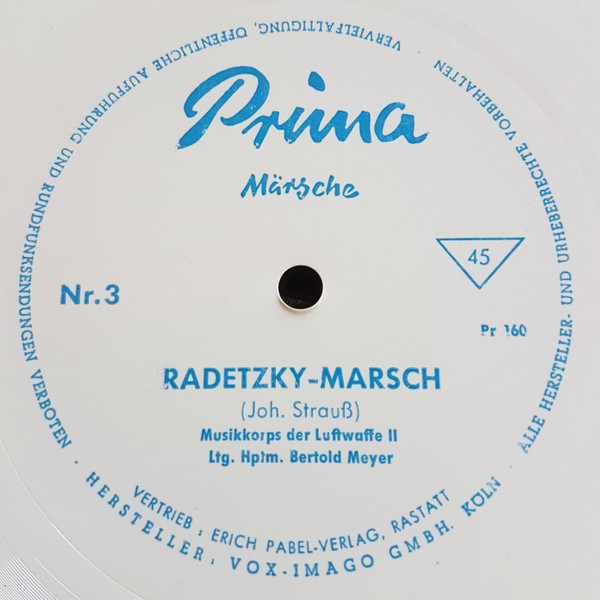 Prima
Märsche
45
Nr.3
Pr 160
RADETZKY-MARSCH
(Joh. Strauß)
Musikkorps der Luftwaffe II
Ltg. Hptm. Bertold Meyer
VERTRIEB: ERICH PABEL-VERLAG, RASTATT
HERSTELLER: VOX-IMAGO GMBH. KÖLN · ALLE HERSTELLER- UND URHEBERRECHTE VORBEHALTEN
VERVIELFÄLTIGUNG, ÖFFENTLICHE AUFFÜHRUNG UND RUNDFUNKSENDUNGEN VERBOTEN ·